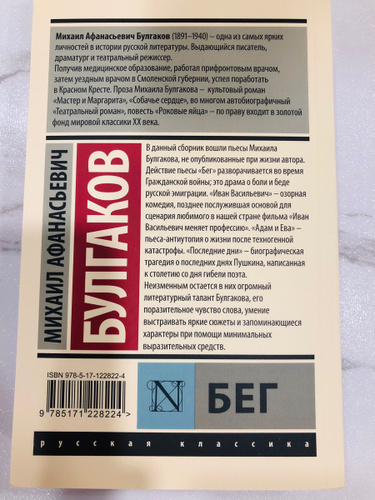 Михаил Афанасьевич Булгаков (1891–1940) – одна из самых ярких
личностей в истории русской литературы. Выдающийся писатель,
драматург и театральный режиссер.
Получив медицинское образование, работал прифронтовым врачом,
затем уездным врачом в Смоленской губернии, успел поработать
в Красном Кресте. Проза Михаила Булгакова – культовый роман
"Мастер и Маргарита", «Собачье сердце», во многом автобиографичный
«Театральный роман», повесть «Роковые яйца» – по праву входит в золотой
фонд мировой классики XX века.
МИХАИЛ АФАНАСЬЕВИЧ
БУЛГАКОВ
В данный сборник вошли пьесы Михаила
Булгакова, не опубликованные при жизни автора.
Действие пьесы «Бег» разворачивается во время
Гражданской войны; это драма о боли и беде
русской эмиграции. «Иван Васильевич» – озорная
комедия, позднее послужившая основой для
сценария любимого в нашей стране фильма «Иван
Васильевич меняет профессию». «Адам и Ева» –
пьеса-антиутопия о жизни после техногенной
катастрофы. «Последние дни» – биографическая
трагедия о последних днях Пушкина, написанная
к столетию со дня гибели поэта.
Неизменным остается в них огромный
литературный талант Булгакова, его
поразительное чувство слова, умение
выстраивать яркие сюжеты и запоминающиеся
характеры при помощи минимальных
выразительных средств.
ISBN 978-5-17-122822-4
9 785171 228224 >
N
БЕГ
русская классика